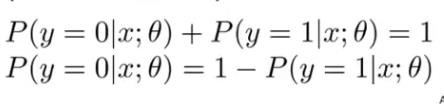 P(y = 0|x; θ) + P(y = 1|x; θ) = 1
P(y = 0|x; θ) = 1 − P(y = 1|x; θ)